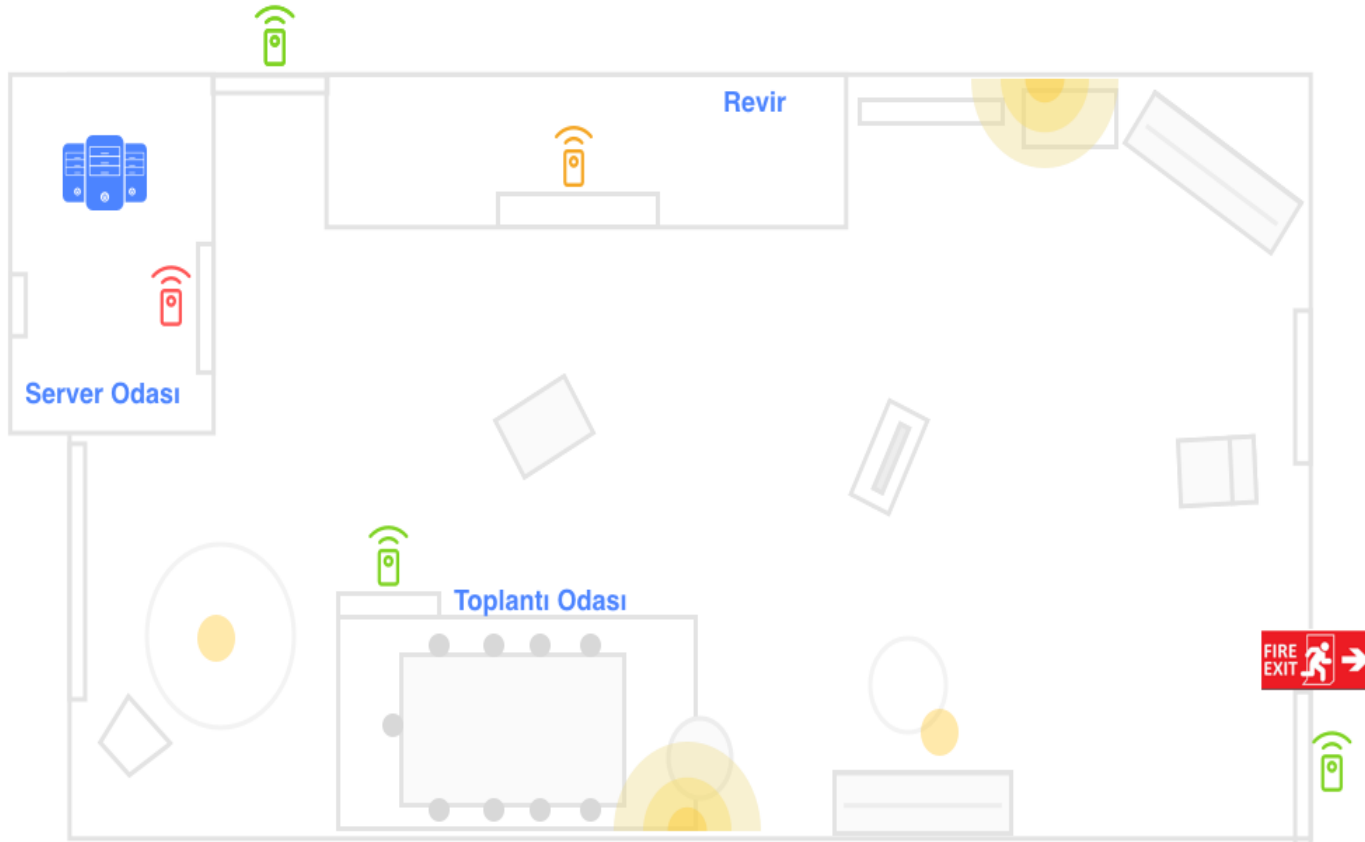 Revir
Server Odası
Toplantı Odası
FIRE
EXIT